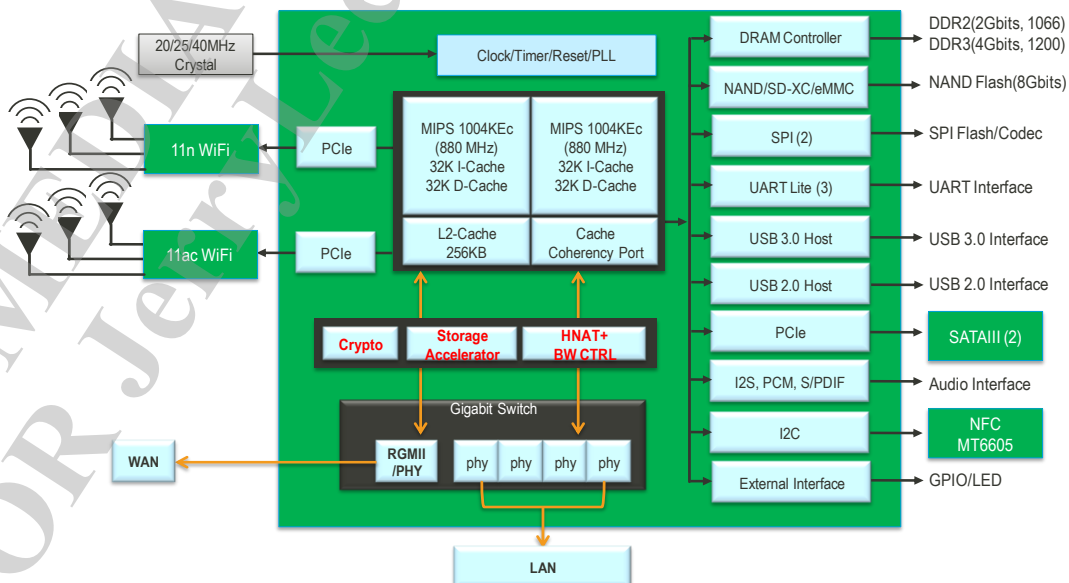 20/25/40MHz
Crystal
Clock/Timer/Reset/PLL
DRAM Controller
DDR2(2Gbits, 1066)
DDR3(4Gbits, 1200)
NAND/SD-XC/eMMC
NAND Flash(8Gbits)
11n WiFi
PCIe
MIPS 1004KEc
(880 MHz)
32K I-Cache
32K D-Cache
MIPS 1004KEc
(880 MHz)
32K I-Cache
32K D-Cache
SPI (2)
SPI Flash/Codec
UART Lite (3)
UART Interface
11ac WiFi
PCIe
L2-Cache
256KB
Cache
Coherency Port
USB 3.0 Host
USB 3.0 Interface
USB 2.0 Host
USB 2.0 Interface
Crypto
Storage
Accelerator
HNAT+
BW CTRL
PCIe
SATAIII (2)
I2S, PCM, S/PDIF
Audio Interface
Gigabit Switch
I2C
NFC
MT6605
WAN
RGMII
/PHY
phy
phy
phy
phy
External Interface
GPIO/LED
LAN